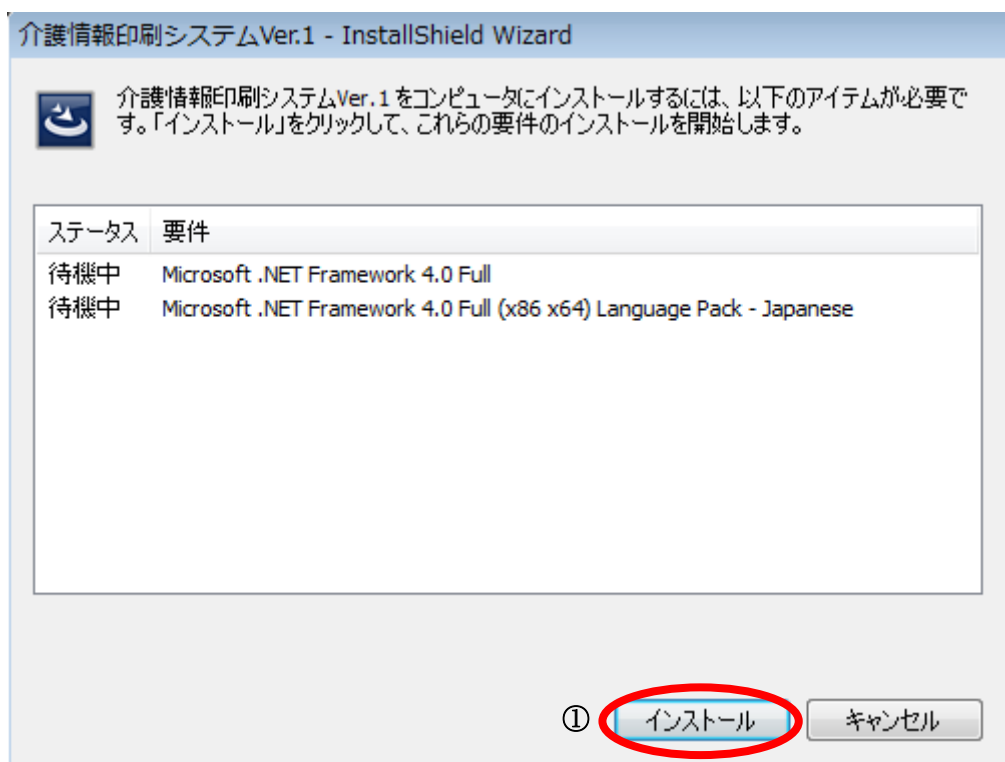 介護情報印刷システムVer.1 - InstallShield Wizard
介護情報印刷システムVer.1をコンピュータにインストールするには、以下のアイテムが必要で
す。「インストール」をクリックして、これらの要件のインストールを開始します。
ステータス 要件
待機中 Microsoft .NET Framework 4.0 Full
待機中 Microsoft .NET Framework 4.0 Full (x86 x64) Language Pack - Japanese
① インストール キャンセル